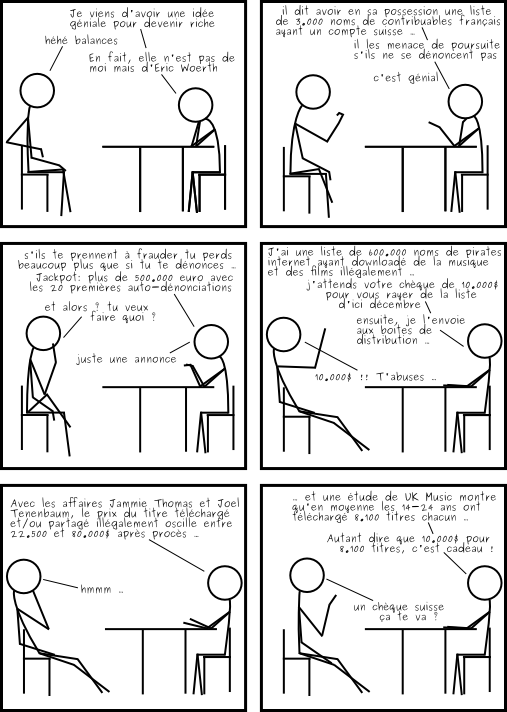 Je viens d'avoir une idée
géniale pour devenir riche
héhé balances
En fait, elle n'est pas de
moi mais d'Eric Woerth
il dit avoir en sa possession une liste
de 3.000 noms de contribuables français
ayant un compte suisse ...
il les menace de poursuite
s'ils ne se dénoncent pas
c'est génial
s'ils te prennent à frauder tu perds
beaucoup plus que si tu te dénonces ...
Jackpot: plus de 500.000 euro avec
les 20 premières auto-dénonciations
et alors ? tu veux
faire quoi ?
juste une annonce
J'ai une liste de 600.000 noms de pirates
internet ayant downloadé de la musique
et des films illégalement ...
j'attends votre chèque de 10.000$
pour vous rayer de la liste
d'ici décembre
ensuite, je l'envoie
aux boites de
distribution ...
10.000$ !! T'abuses ...
Avec les affaires Jammie Thomas et Joel
Tenenbaum, le prix du titre téléchargé
et/ou partagé illégalement oscille entre
22.500 et 80.000$ après procès ...
hmmm ...
... et une étude de UK Music montre
qu'en moyenne les 14-24 ans ont
téléchargé 8.100 titres chacun ...
Autant dire que 10.000$ pour
8.100 titres, c'est cadeau !
un chèque suisse
ça te va ?